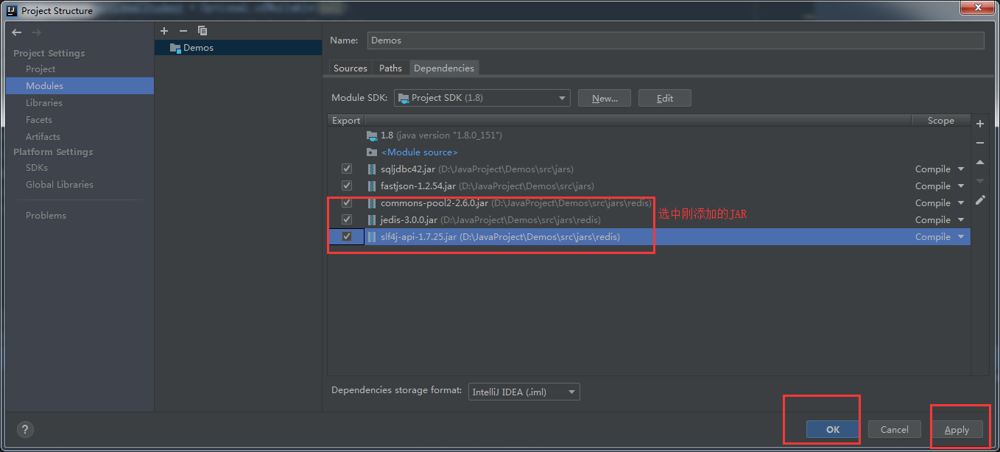 Project Structure
Project Settings
Project
Modules
Libraries
Facets
Artifacts
Platform Settings
SDKs
Global Libraries
Problems
Demos
Name: Demos
Sources Paths Dependencies
Module SDK: Project SDK (1.8) New... Edit
Export Scope
1.8 (java version "1.8.0_151")
<Module source>
sqljdbc42.jar (D:\JavaProject\Demos\src\jars) Compile
fastjson-1.2.54.jar (D:\JavaProject\Demos\src\jars) Compile
commons-pool2-2.6.0.jar (D:\JavaProject\Demos\src\jars\redis) Compile
选中刚添加的JAR
jedis-3.0.0.jar (D:\JavaProject\Demos\src\jars\redis) Compile
slf4j-api-1.7.25.jar (D:\JavaProject\Demos\src\jars\redis) Compile
Dependencies storage format: IntelliJ IDEA (.iml)
? OK Cancel Apply